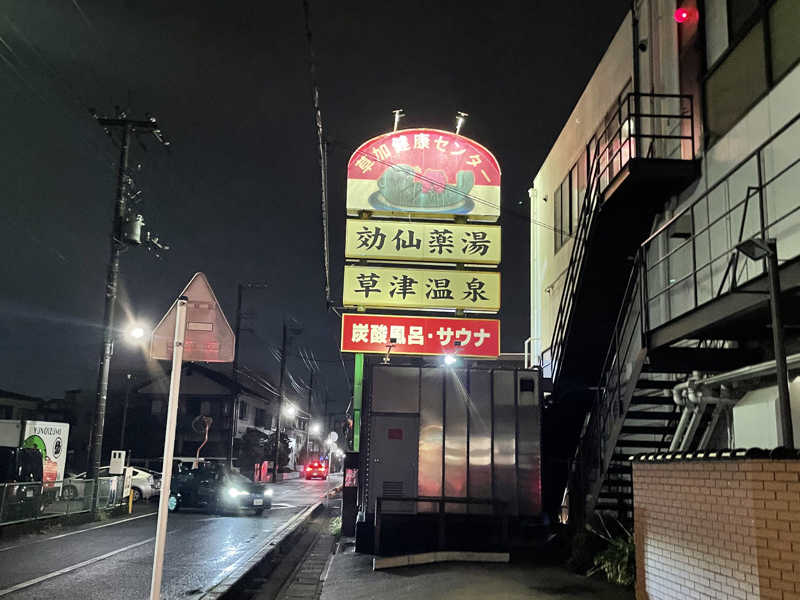 草加健康センター
効仙薬湯
草津温泉
炭酸風呂・サウナ